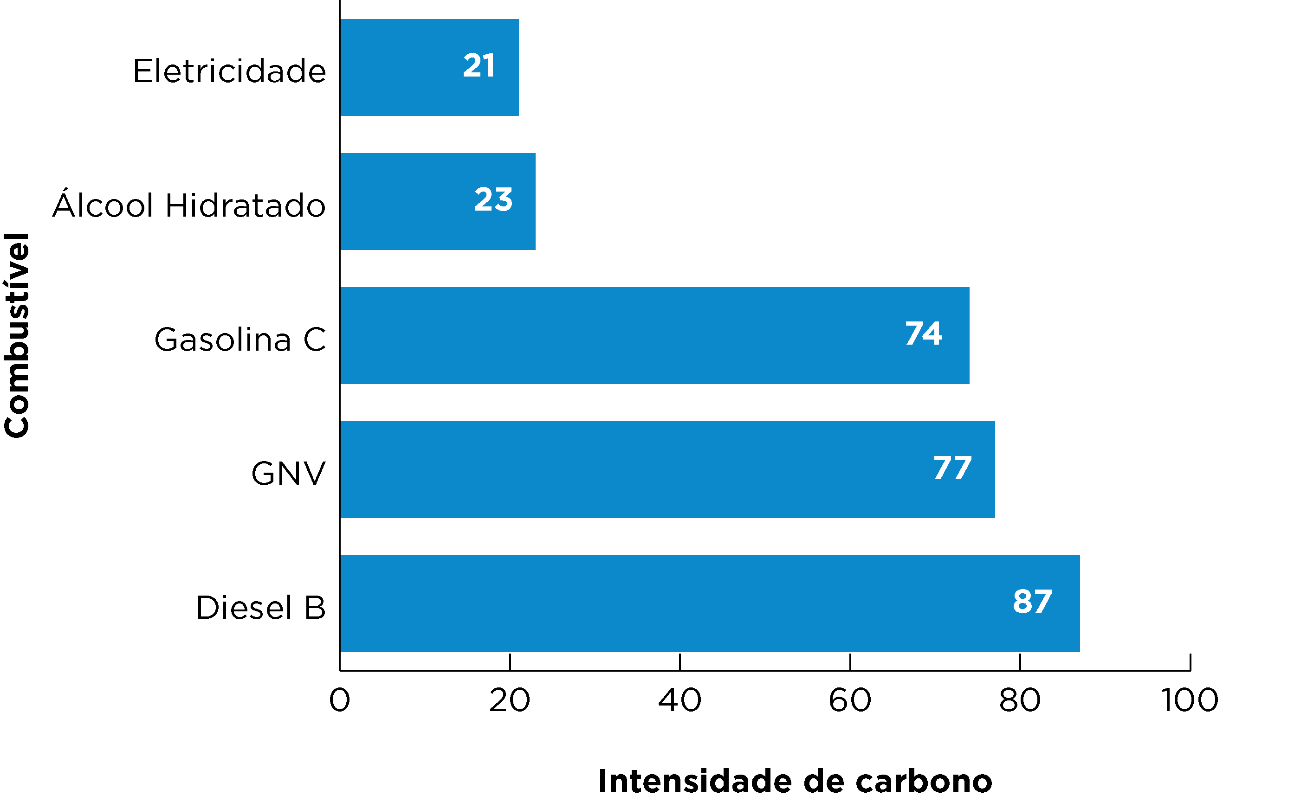 Combustível
Eletricidade 21
Álcool Hidratado 23
Gasolina C 74
GNV 77
Diesel B 87
0 20 40 60 80 100
Intensidade de carbono